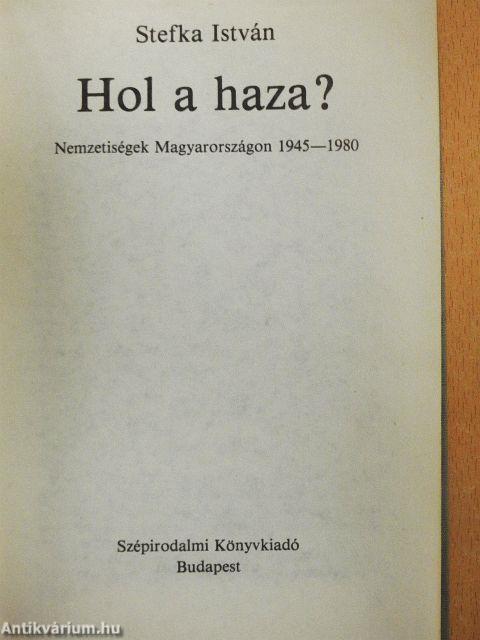 Stefka István
Hol a haza?
Nemzetiségek Magyarországon 1945—1980
Szépirodalmi Könyvkiadó
Budapest
Antikvárium.hu